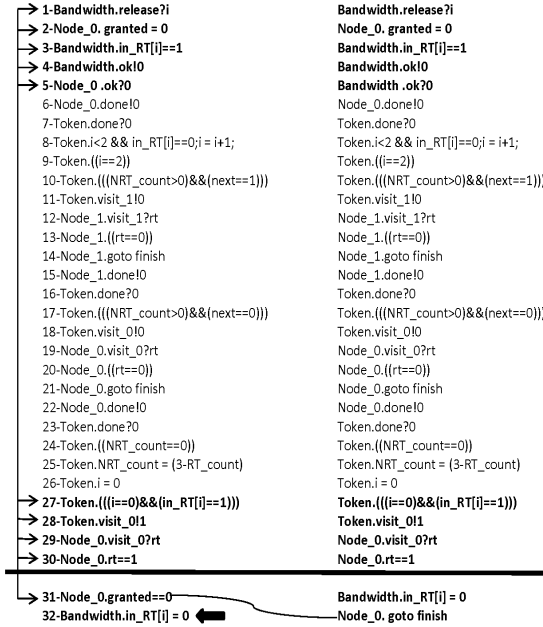 1-Bandwidth.release?i Bandwidth.release?i
2-Node_0. granted = 0 Node_0. granted = 0
3-Bandwidth.in_RT[i]==1 Bandwidth.in_RT[i]==1
4-Bandwidth.ok!0 Bandwidth.ok!0
5-Node_0 .ok?0 Bandwidth .ok?0
6-Node_0.done!0 Node_0.done!0
7-Token.done?0 Token.done?0
8-Token.i<2 && in_RT[i]==0;i = i+1; Token.i<2 && in_RT[i]==0;i = i+1;
9-Token.((i==2)) Token.((i==2))
10-Token.(((NRT_count>0)&&(next==1))) Token.(((NRT_count>0)&&(next==1)))
11-Token.visit_1!0 Token.visit_1!0
12-Node_1.visit_1?rt Node_1.visit_1?rt
13-Node_1.((rt==0)) Node_1.((rt==0))
14-Node_1.goto finish Node_1.goto finish
15-Node_1.done!0 Node_1.done!0
16-Token.done?0 Token.done?0
17-Token.(((NRT_count>0)&&(next==0))) Token.(((NRT_count>0)&&(next==0)))
18-Token.visit_0!0 Token.visit_0!0
19-Node_0.visit_0?rt Node_0.visit_0?rt
20-Node_0.((rt==0)) Node_0.((rt==0))
21-Node_0.goto finish Node_0.goto finish
22-Node_0.done!0 Node_0.done!0
23-Token.done?0 Token.done?0
24-Token.((NRT_count==0)) Token.((NRT_count==0))
25-Token.NRT_count = (3-RT_count) Token.NRT_count = (3-RT_count)
26-Token.i = 0 Token.i = 0
27-Token.(((i==0)&&(in_RT[i]==1))) Token.(((i==0)&&(in_RT[i]==1)))
28-Token.visit_0!1 Token.visit_0!1
29-Node_0.visit_0?rt Node_0.visit_0?rt
30-Node_0.rt==1 Node_0.rt==1
31-Node_0.granted==0 Bandwidth.in_RT[i] = 0
32-Bandwidth.in_RT[i] = 0 Node_0. goto finish